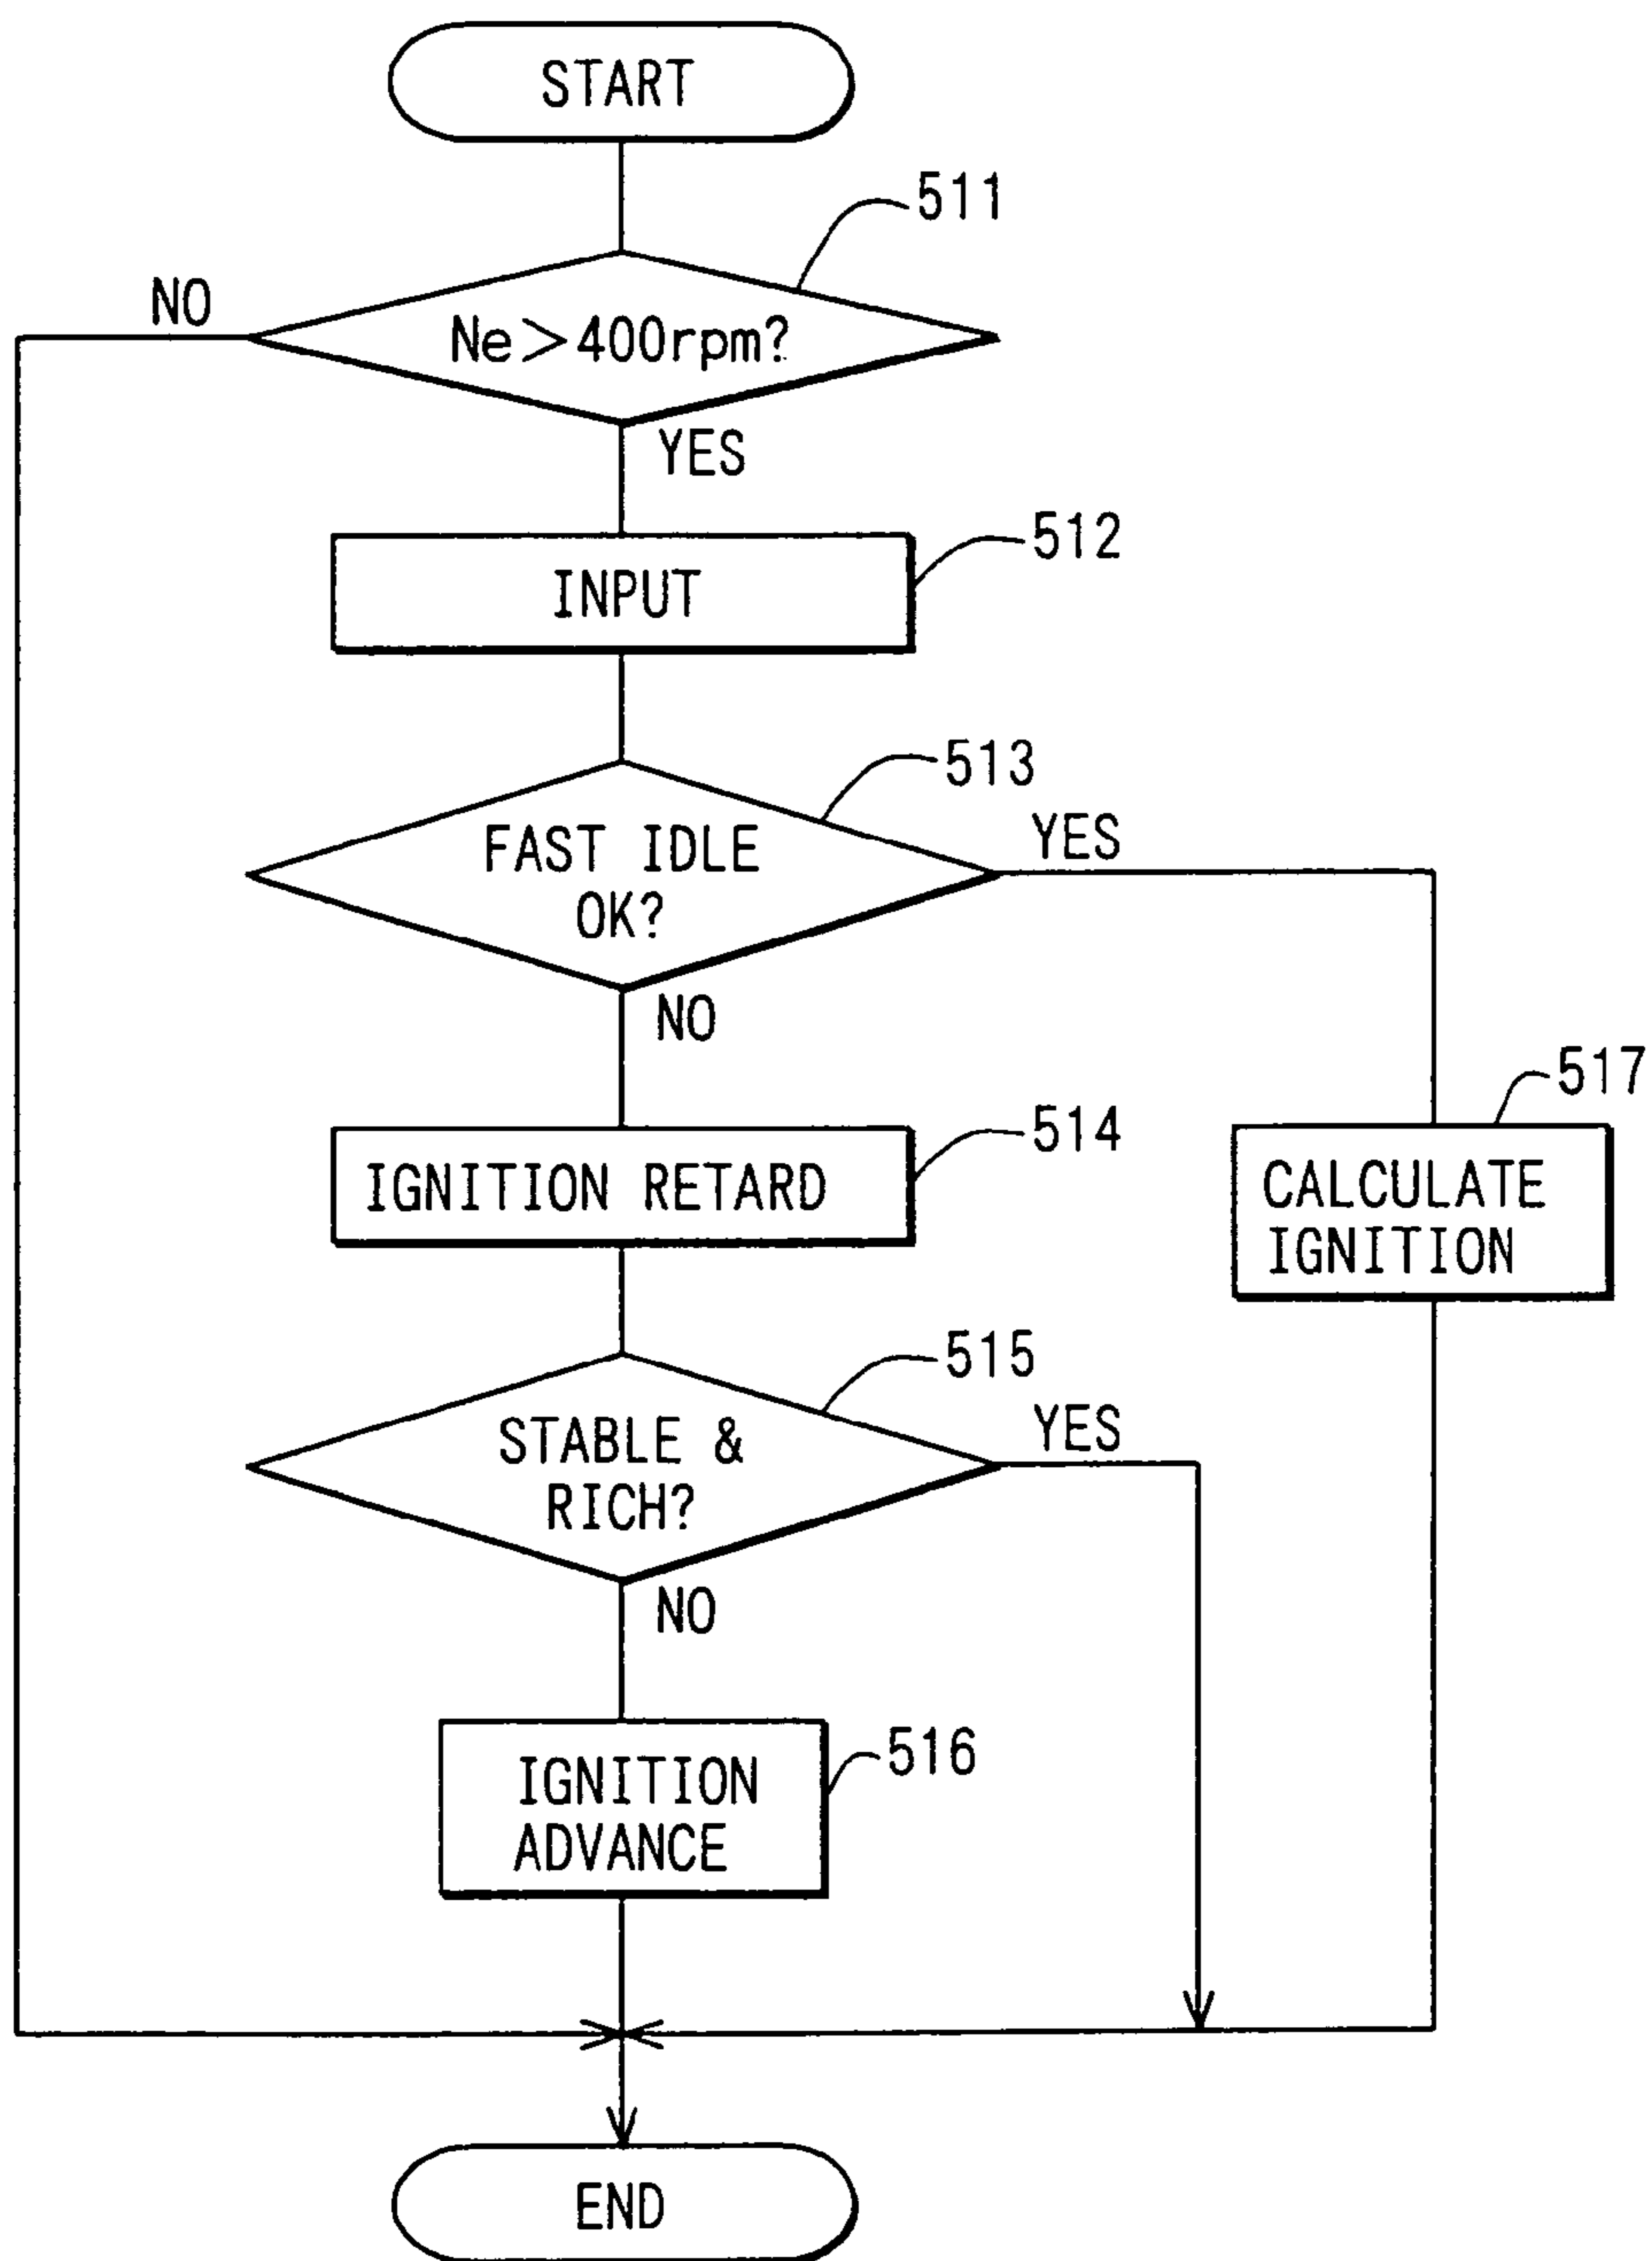 START
511
NO
Ne>400rpm?
YES
512
INPUT
513
YES
FAST IDLE
OK?
NO
517
514
IGNITION RETARD
CALCULATE
IGNITION
515
YES
STABLE &
RICH?
NO
516
IGNITION
ADVANCE
END